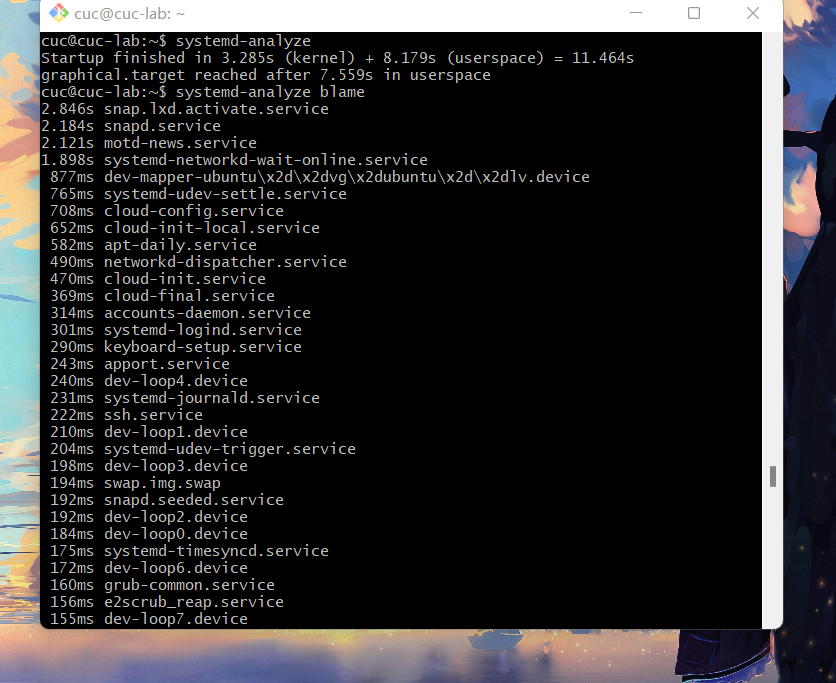 cuc@cuc-lab: ~
cuc@cuc-lab:~$ systemd-analyze
Startup finished in 3.285s (kernel) + 8.179s (userspace) = 11.464s
graphical.target reached after 7.559s in userspace
cuc@cuc-lab:~$ systemd-analyze blame
2.846s snap.lxd.activate.service
2.184s snapd.service
2.121s motd-news.service
1.898s systemd-networkd-wait-online.service
877ms dev-mapper-ubuntu\x2d\x2dvg\x2dubuntu\x2d\x2dlv.device
765ms systemd-udev-settle.service
708ms cloud-config.service
652ms cloud-init-local.service
582ms apt-daily.service
490ms networkd-dispatcher.service
470ms cloud-init.service
369ms cloud-final.service
314ms accounts-daemon.service
301ms systemd-logind.service
290ms keyboard-setup.service
243ms apport.service
240ms dev-loop4.device
231ms systemd-journald.service
222ms ssh.service
210ms dev-loop1.device
204ms systemd-udev-trigger.service
198ms dev-loop3.device
194ms swap.img.swap
192ms snapd.seeded.service
192ms dev-loop2.device
184ms dev-loop0.device
175ms systemd-timesyncd.service
172ms dev-loop6.device
160ms grub-common.service
156ms e2scrub_reap.service
155ms dev-loop7.device